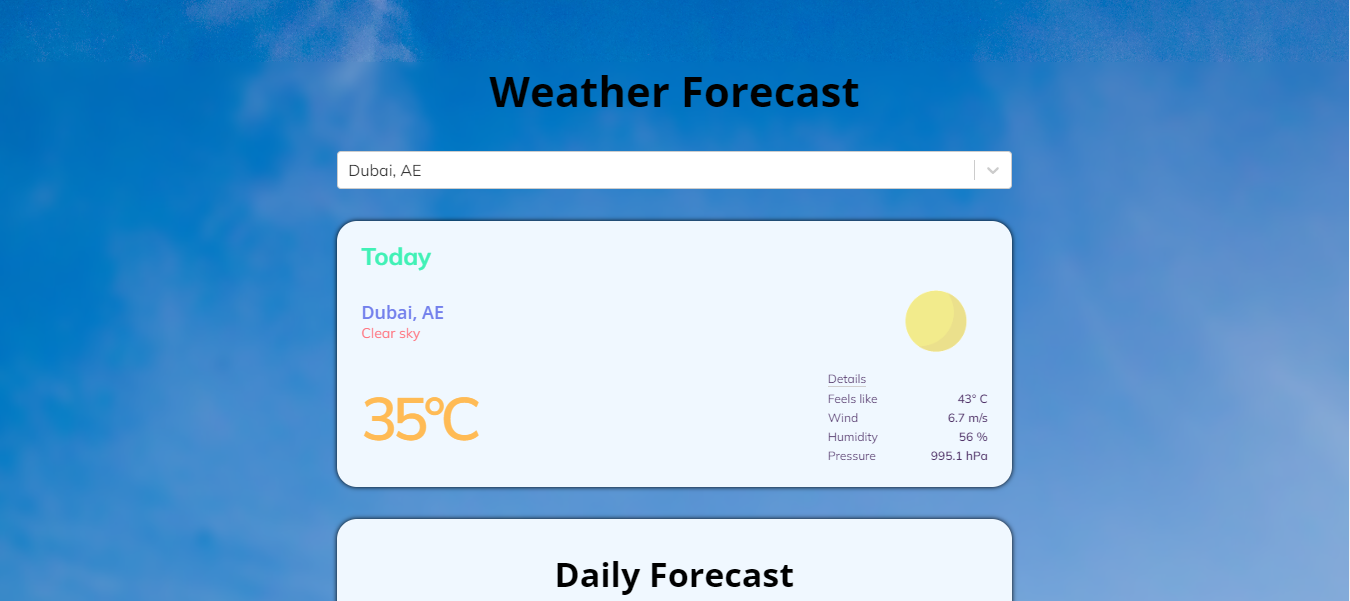 Weather Forecast
Dubai, AE
Today
Dubai, AE
Clear sky
35°C
Details
Feels like 43° C
Wind 6.7 m/s
Humidity 56 %
Pressure 995.1 hPa
Daily Forecast